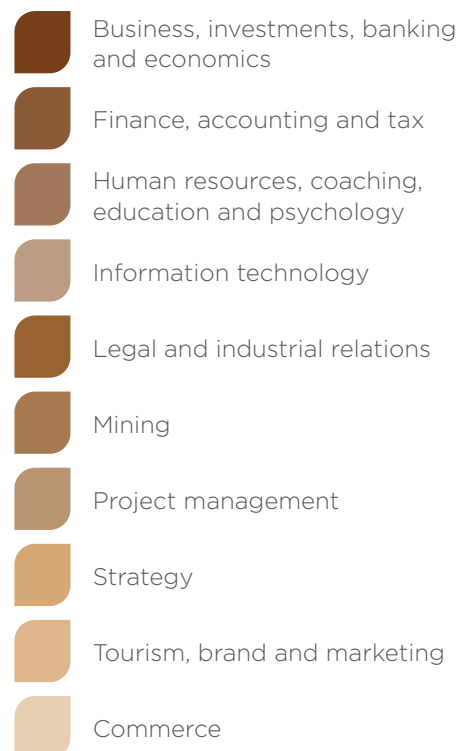 Business, investments, banking
and economics
Finance, accounting and tax
Human resources, coaching,
education and psychology
Information technology
Legal and industrial relations
Mining
Project management
Strategy
Tourism, brand and marketing
Commerce